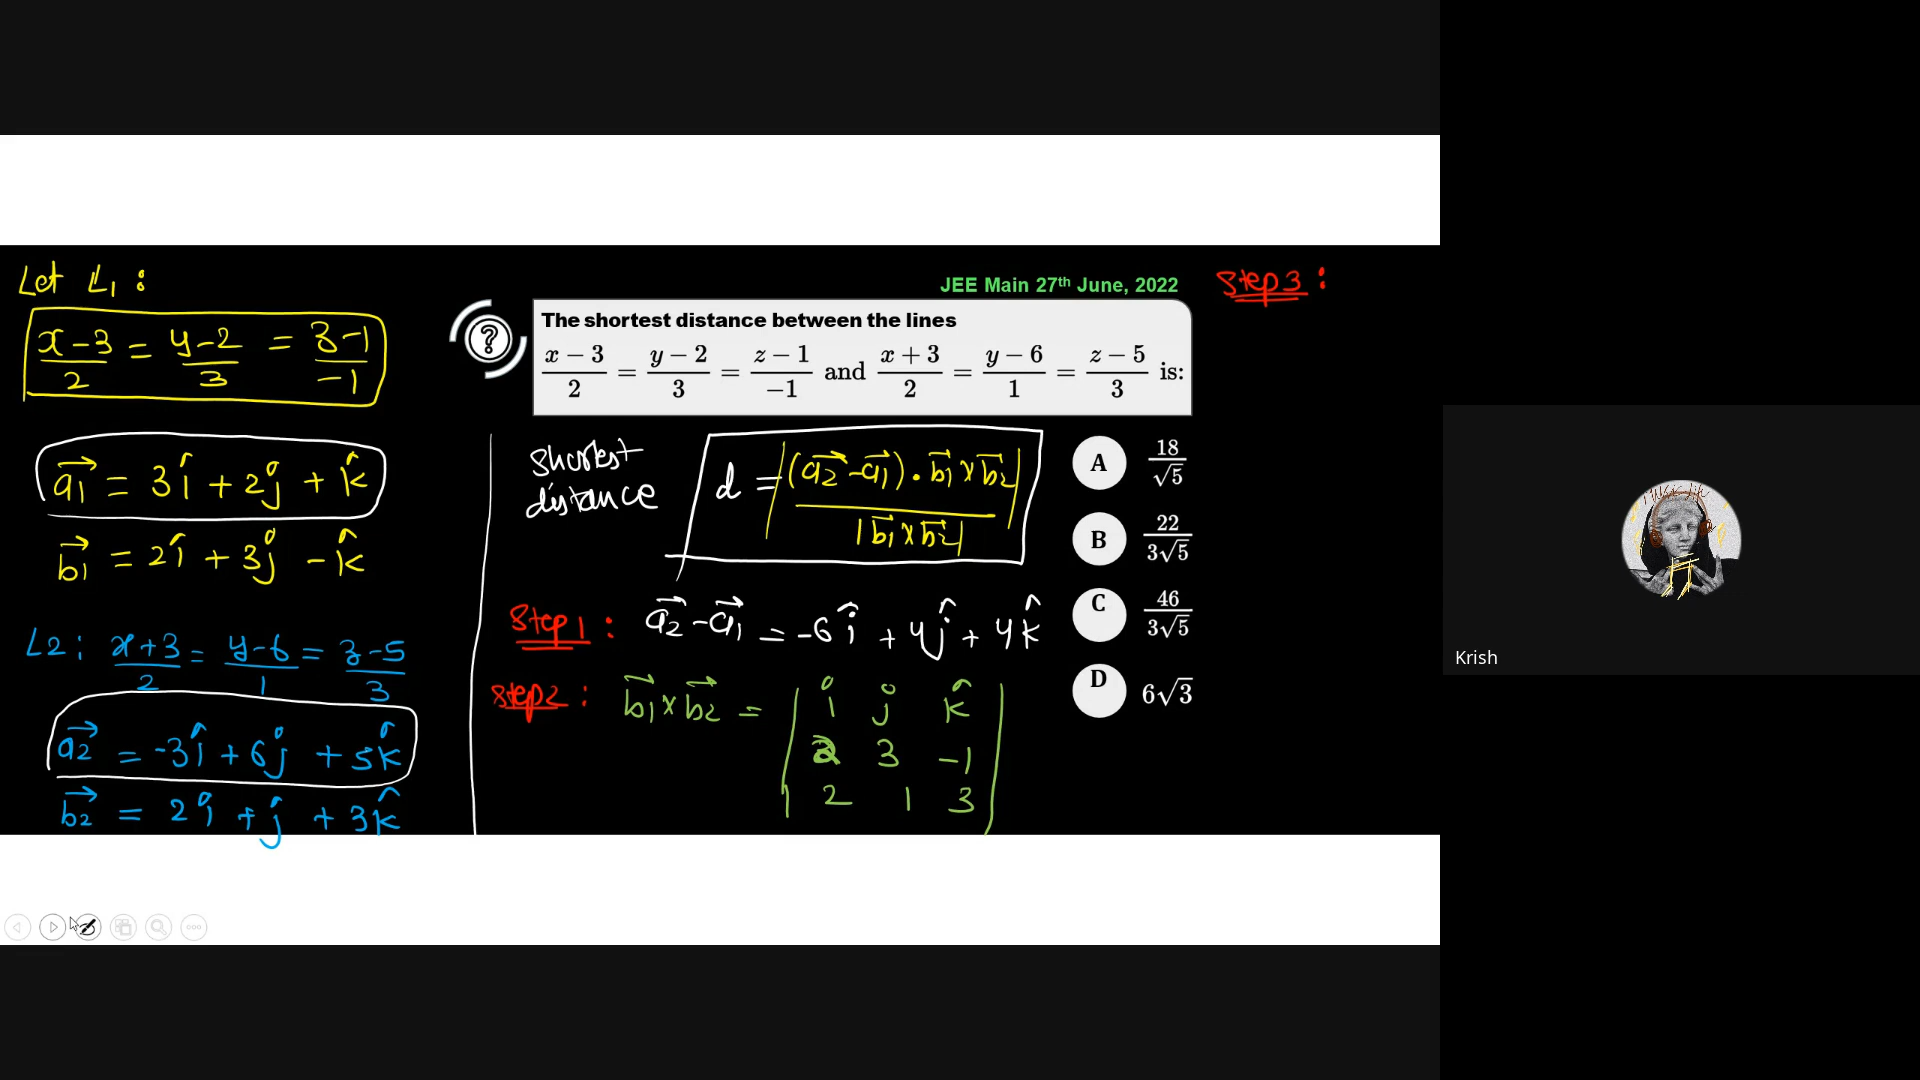 Let L₁ :
x-3/2 = y-2/3 = z-1/-1
a₁ = 3î + 2ĵ + k̂
b₁ = 2î + 3ĵ - k̂
L2 : x+3/2 = y-6/1 = z-5/3
a₂ = -3î + 6ĵ + 5k̂
b₂ = 2î + ĵ + 3k̂
JEE Main 27th June, 2022
?
The shortest distance between the lines
x − 3/2 = y − 2/3 = z − 1/−1 and x + 3/2 = y − 6/1 = z − 5/3 is:
shortest
distance
d = |(a₂ - a₁) · b₁ × b₂ / |b₁ × b₂||
Step 1 : a₂ - a₁ = -6î + 4ĵ + 4k̂
Step 2 : b₁ × b₂ =
î ĵ k̂
2 3 -1
2 1 3
A 18/√5
B 22/3√5
C 46/3√5
D 6√3
Step 3 :
Krish